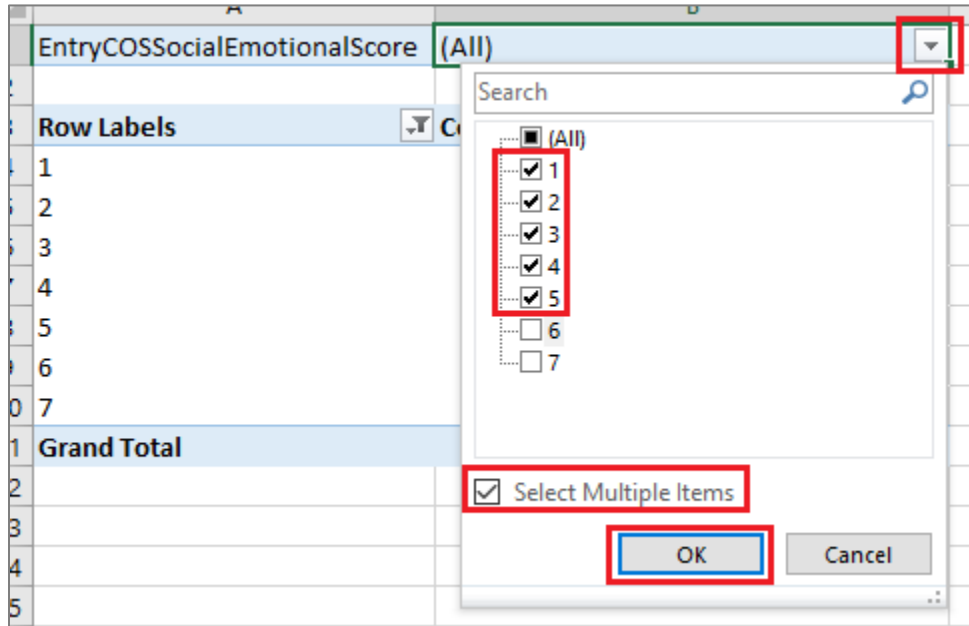 A B
EntryCOSSocialEmotionalScore (All)
Search
Row Labels
(All)
1 1
2 2
3 3
4 4
5 5
6 6
7 7
Grand Total
Select Multiple Items
OK Cancel